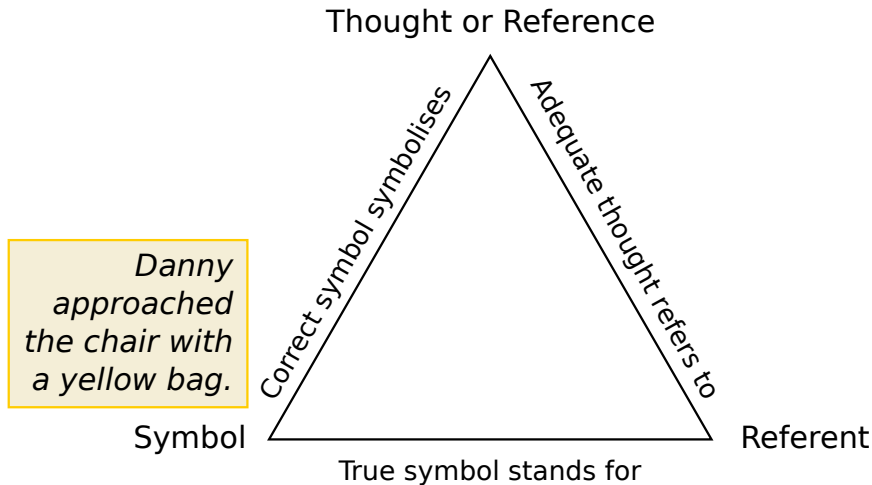 Thought or Reference
Correct symbol symbolises
Adequate thought refers to
Danny
approached
the chair with
a yellow bag.
Symbol
Referent
True symbol stands for